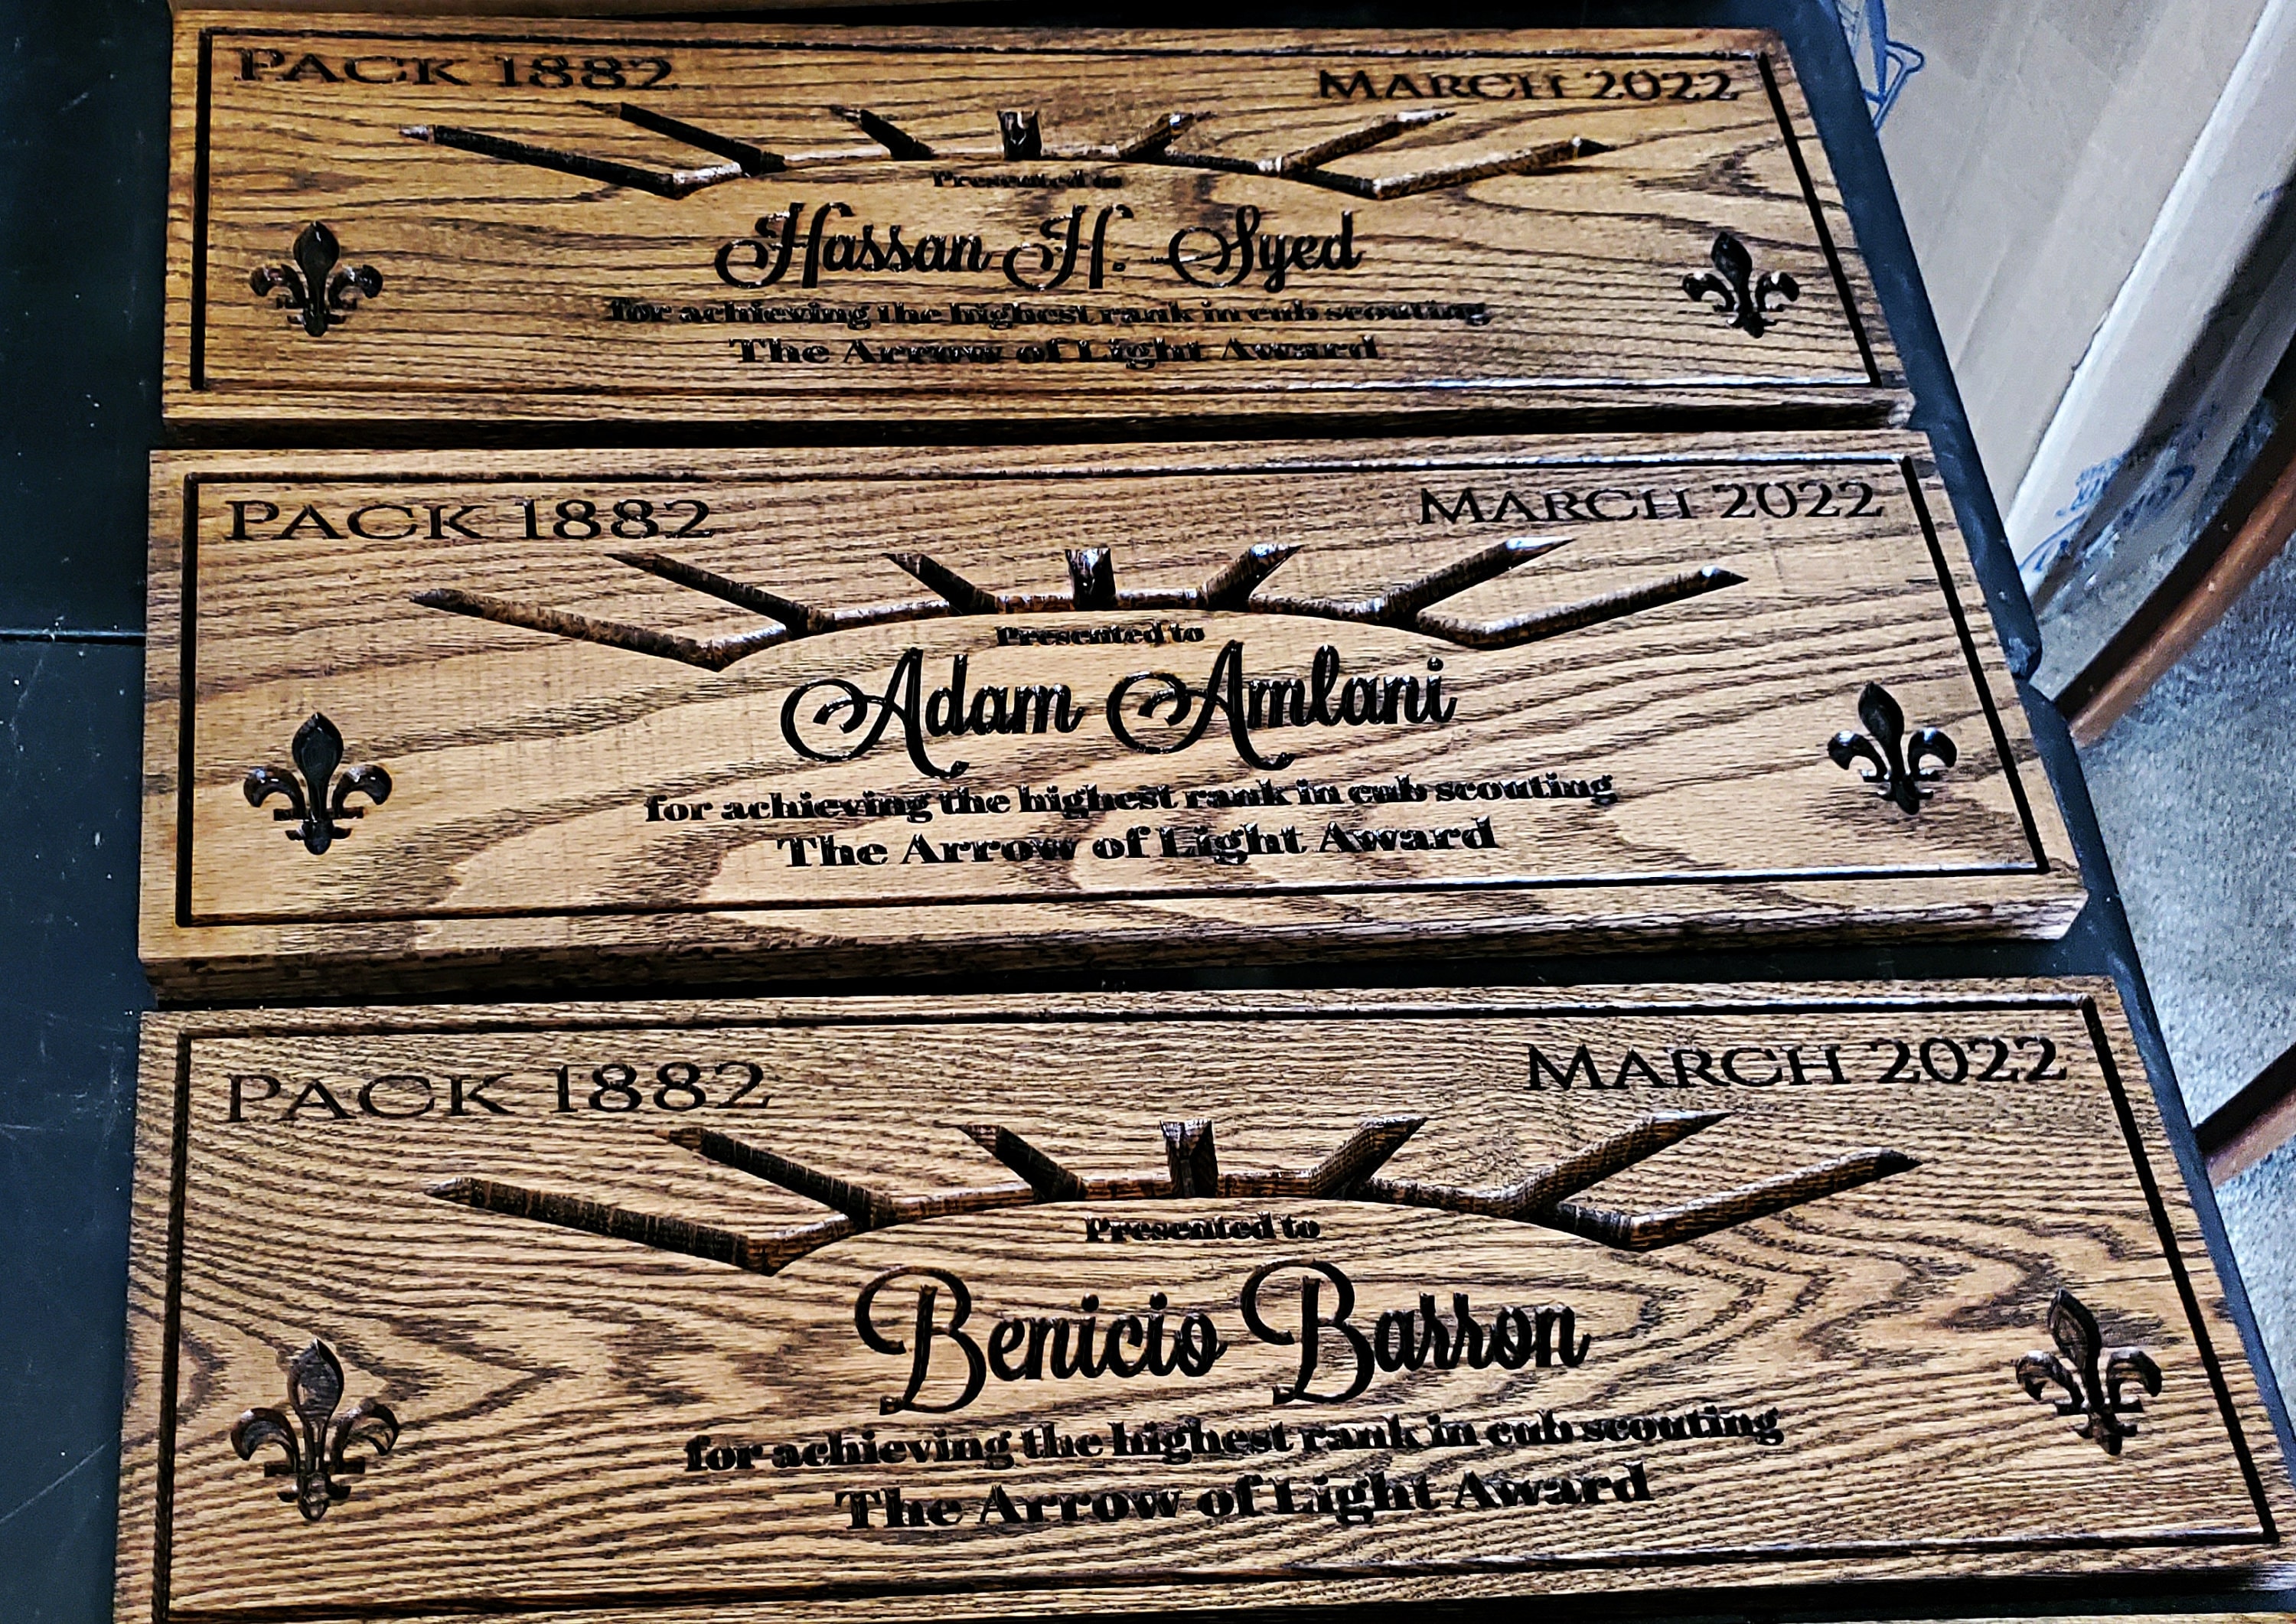 PACK 1882
MARCH 2022
Presented to
Hassan H. Syed
for achieving the highest rank in cub scouting
The Arrow of Light Award
PACK 1882
MARCH 2022
Presented to
Adam Amlani
for achieving the highest rank in cub scouting
The Arrow of Light Award
PACK 1882
MARCH 2022
Presented to
Benicio Barron
for achieving the highest rank in cub scouting
The Arrow of Light Award